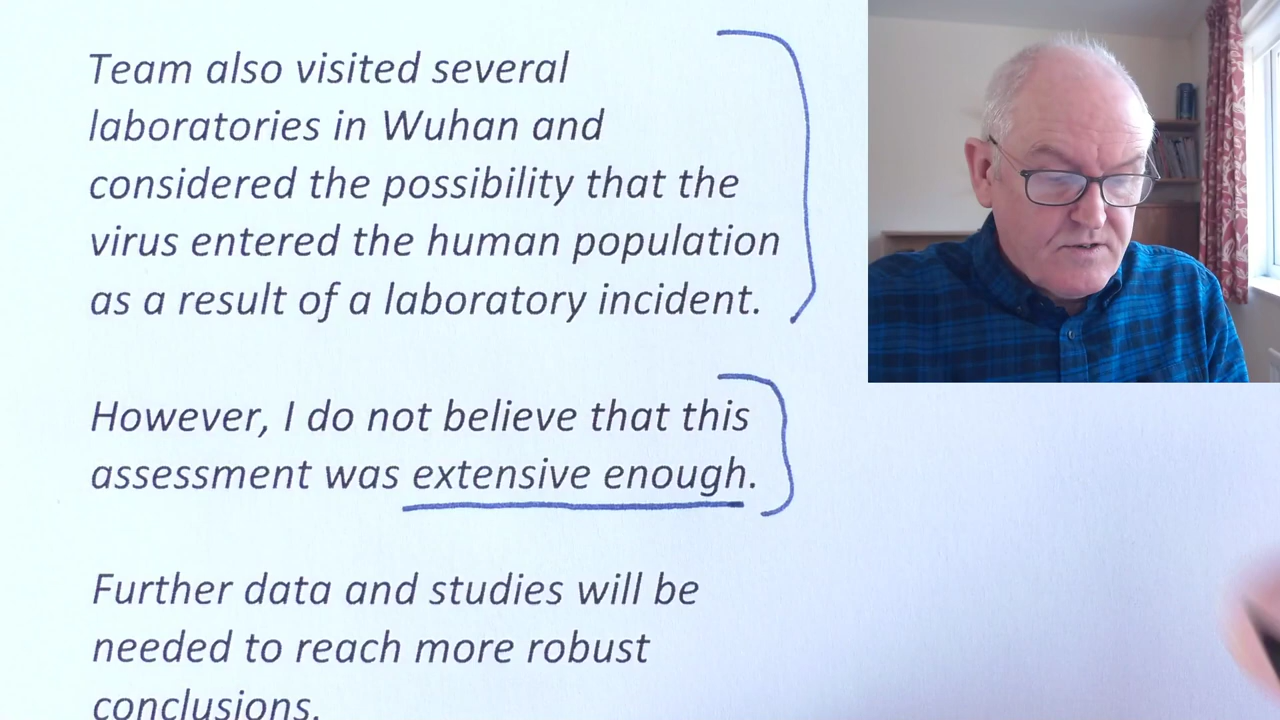 Team also visited several
laboratories in Wuhan and
considered the possibility that the
virus entered the human population
as a result of a laboratory incident.
However, I do not believe that this
assessment was extensive enough.
Further data and studies will be
needed to reach more robust
conclusions.